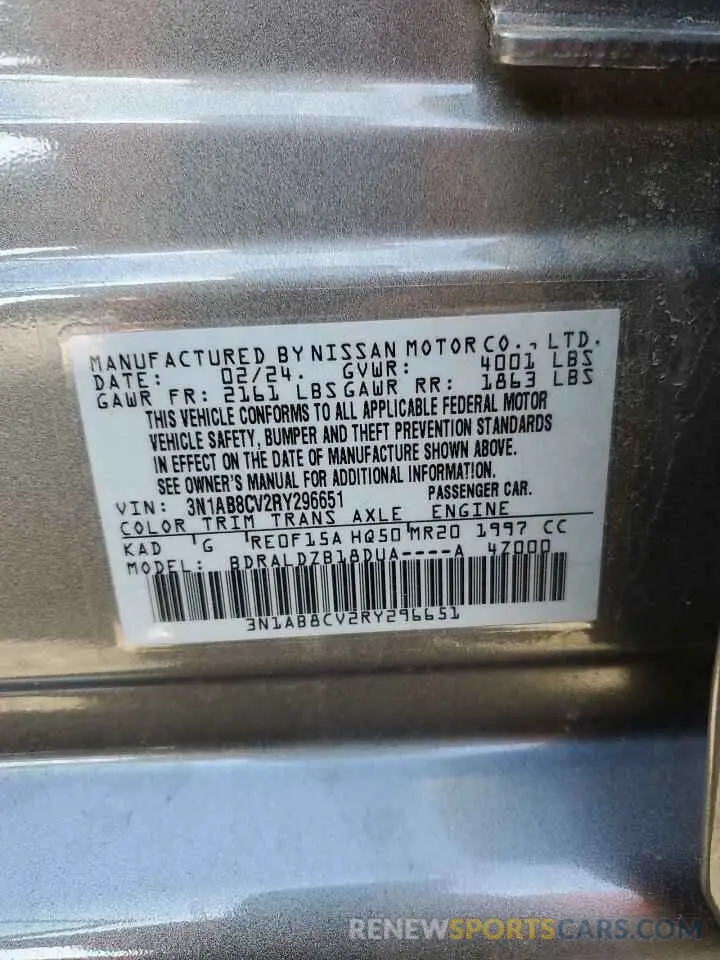 MANUFACTURED BY NISSAN MOTOR CO., LTD.
DATE: 02/24. GVWR: 4001 LBS
GAWR FR: 2161 LBS GAWR RR: 1863 LBS
THIS VEHICLE CONFORMS TO ALL APPLICABLE FEDERAL MOTOR
VEHICLE SAFETY, BUMPER AND THEFT PREVENTION STANDARDS
IN EFFECT ON THE DATE OF MANUFACTURE SHOWN ABOVE.
SEE OWNER'S MANUAL FOR ADDITIONAL INFORMATION.
VIN: 3N1AB8CV2RY296651 PASSENGER CAR.
COLOR TRIM TRANS AXLE ENGINE
KAD G RE0F15A HQ50 MR20 1997 CC
MODEL: BDRALDZB18DUA----A 4Z000
3N1AB8CV2RY296651
RENEWSPORTSCARS.COM